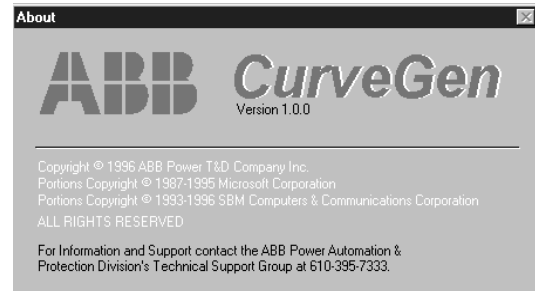 About
ABB CurveGen
Version 1.0.0
Copyright © 1996 ABB Power T&D Company Inc.
Portions Copyright © 1987-1995 Microsoft Corporation
Portions Copyright © 1993-1996 SBM Computers & Communications Corporation
ALL RIGHTS RESERVED
For Information and Support contact the ABB Power Automation &
Protection Division's Technical Support Group at 610-395-7333.